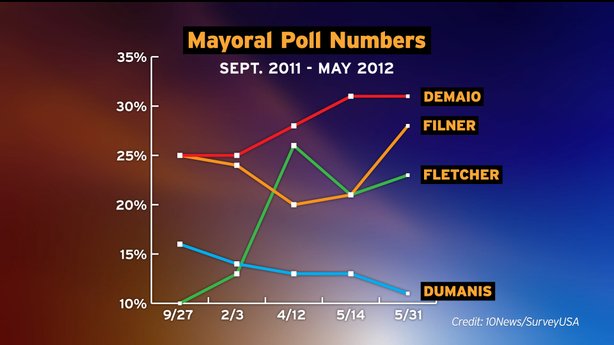 Mayoral Poll Numbers
SEPT. 2011 - MAY 2012
35%
30%
25%
20%
15%
10%
DEMAIO
FILNER
FLETCHER
DUMANIS
9/27 2/3 4/12 5/14 5/31
Credit: 10News/SurveyUSA